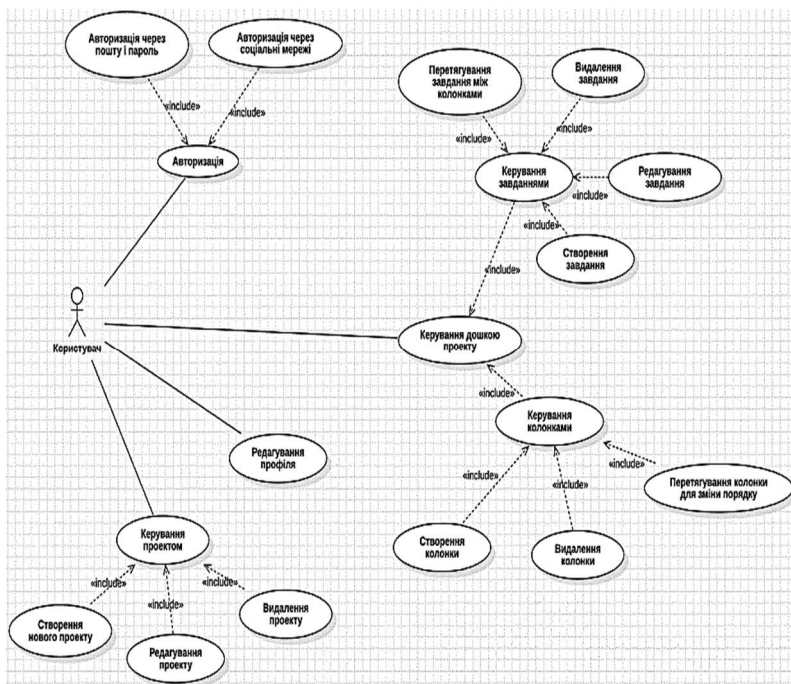 Авторизація через
пошту і пароль
Авторизація через
соціальні мережі
«include»
«include»
Авторизація
Перетягування
завдання між
колонками
Видалення
завдання
«include»
«include»
Керування
завданнями
Редагування
завдання
«include»
«include»
Створення
завдання
«include»
Користувач
Керування дошкою
проекту
«include»
Керування
колонками
Редагування
профіля
«include»
«include»
«include»
Перетягування колонки
для зміни порядку
Створення
колонки
Видалення
колонки
Керування
проектом
«include»
«include»
«include»
Створення
нового проекту
Видалення
проекту
Редагування
проекту